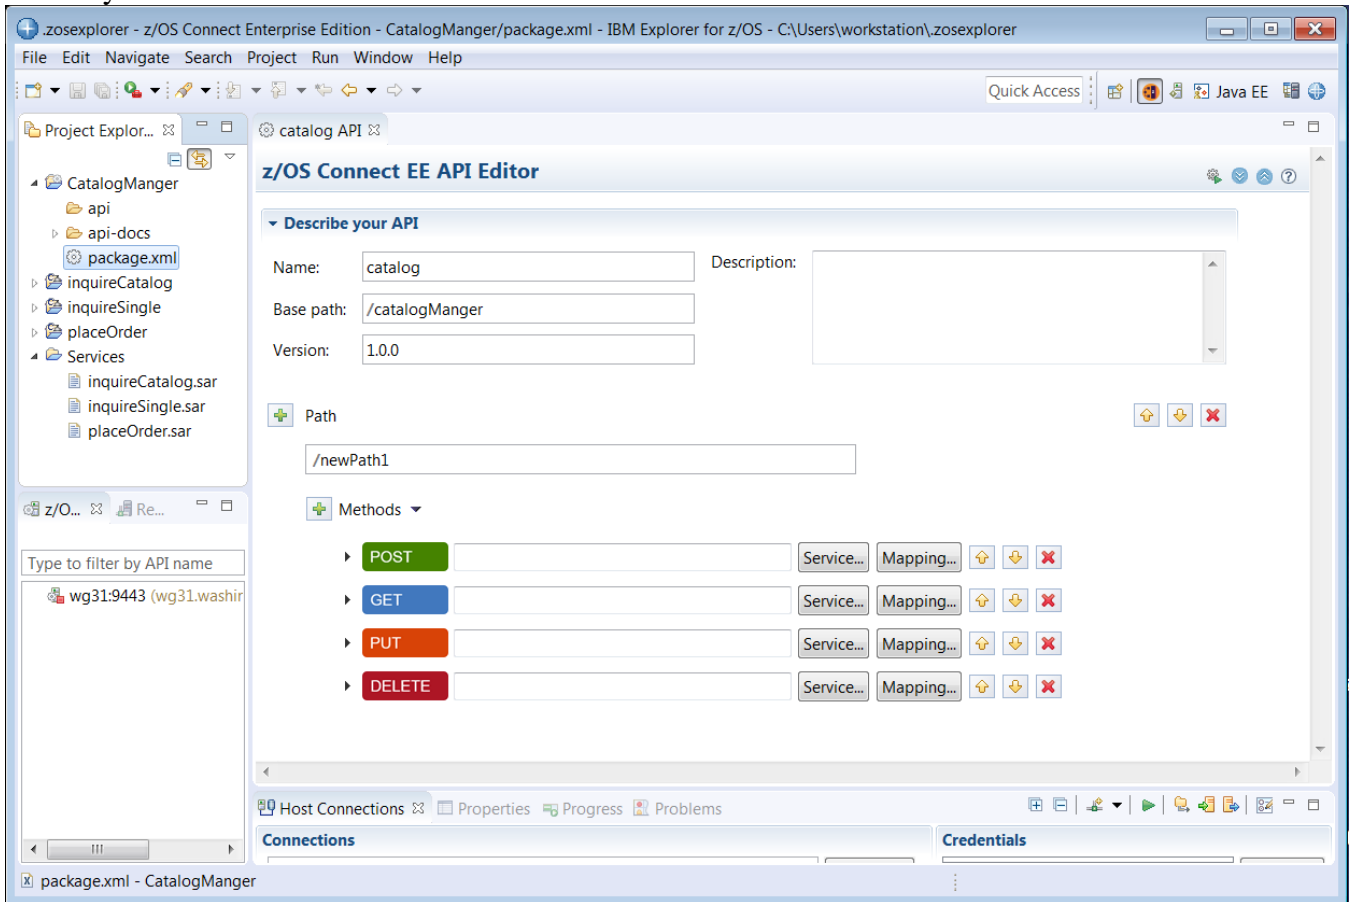 .zosexplorer - z/OS Connect Enterprise Edition - CatalogManger/package.xml - IBM Explorer for z/OS - C:\Users\workstation\.zosexplorer
File Edit Navigate Search Project Run Window Help
Quick Access
Java EE
Project Explor...
catalog API
z/OS Connect EE API Editor
CatalogManger
api
api-docs
package.xml
inquireCatalog
inquireSingle
placeOrder
Services
inquireCatalog.sar
inquireSingle.sar
placeOrder.sar
Describe your API
Name:
catalog
Description:
Base path:
/catalogManger
Version:
1.0.0
Path
/newPath1
Methods
POST Service... Mapping...
GET Service... Mapping...
PUT Service... Mapping...
DELETE Service... Mapping...
z/O...
Re...
Type to filter by API name
wg31:9443 (wg31.washin
Host Connections
Properties
Progress
Problems
Connections
Credentials
package.xml - CatalogManger